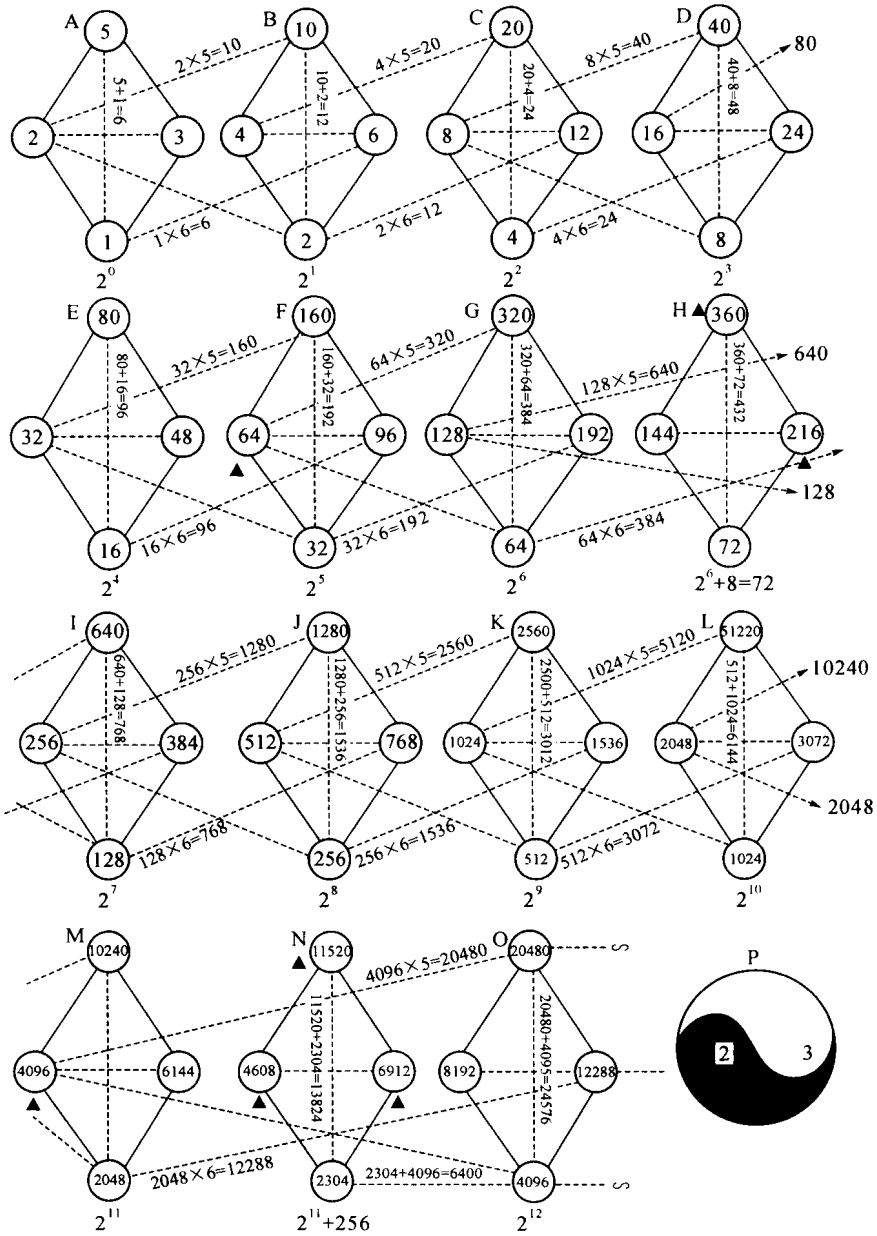 A B C D
5 10 20 40
2×5=10 4×5=20 8×5=40 80
5+1=6 10+2=12 20+4=24 40+8=48
2 3 4 6 8 12 16 24
1×6=6 2×6=12 4×6=24
1 2 4 8
2⁰ 2¹ 2² 2³
E F G H ▲
80 160 320 360
32×5=160 64×5=320 128×5=640 640
80+16=96 160+32=192 320+64=384 360+72=432
32 48 64 96 128 192 144 216
▲ ▲
128
16×6=96 32×6=192 64×6=384
16 32 64 72
2⁴ 2⁵ 2⁶ 2⁶+8=72
I J K L
640 1280 2560 51220
256×5=1280 512×5=2560 1024×5=5120 10240
640+128=768 1280+256=1536 2500+512=3012 512+1024=6144
256 384 512 768 1024 1536 2048 3072
2048
128×6=768 256×6=1536 512×6=3072
128 256 512 1024
2⁷ 2⁸ 2⁹ 2¹⁰
M N O P
10240 11520 20480
▲
4096×5=20480
11520+2304=13824 20480+4095=24576
4096 6144 4608 6912 8192 12288 2 3
▲ ▲ ▲
2048×6=12288 2304+4096=6400
2048 2304 4096
2¹¹ 2¹¹+256 2¹²